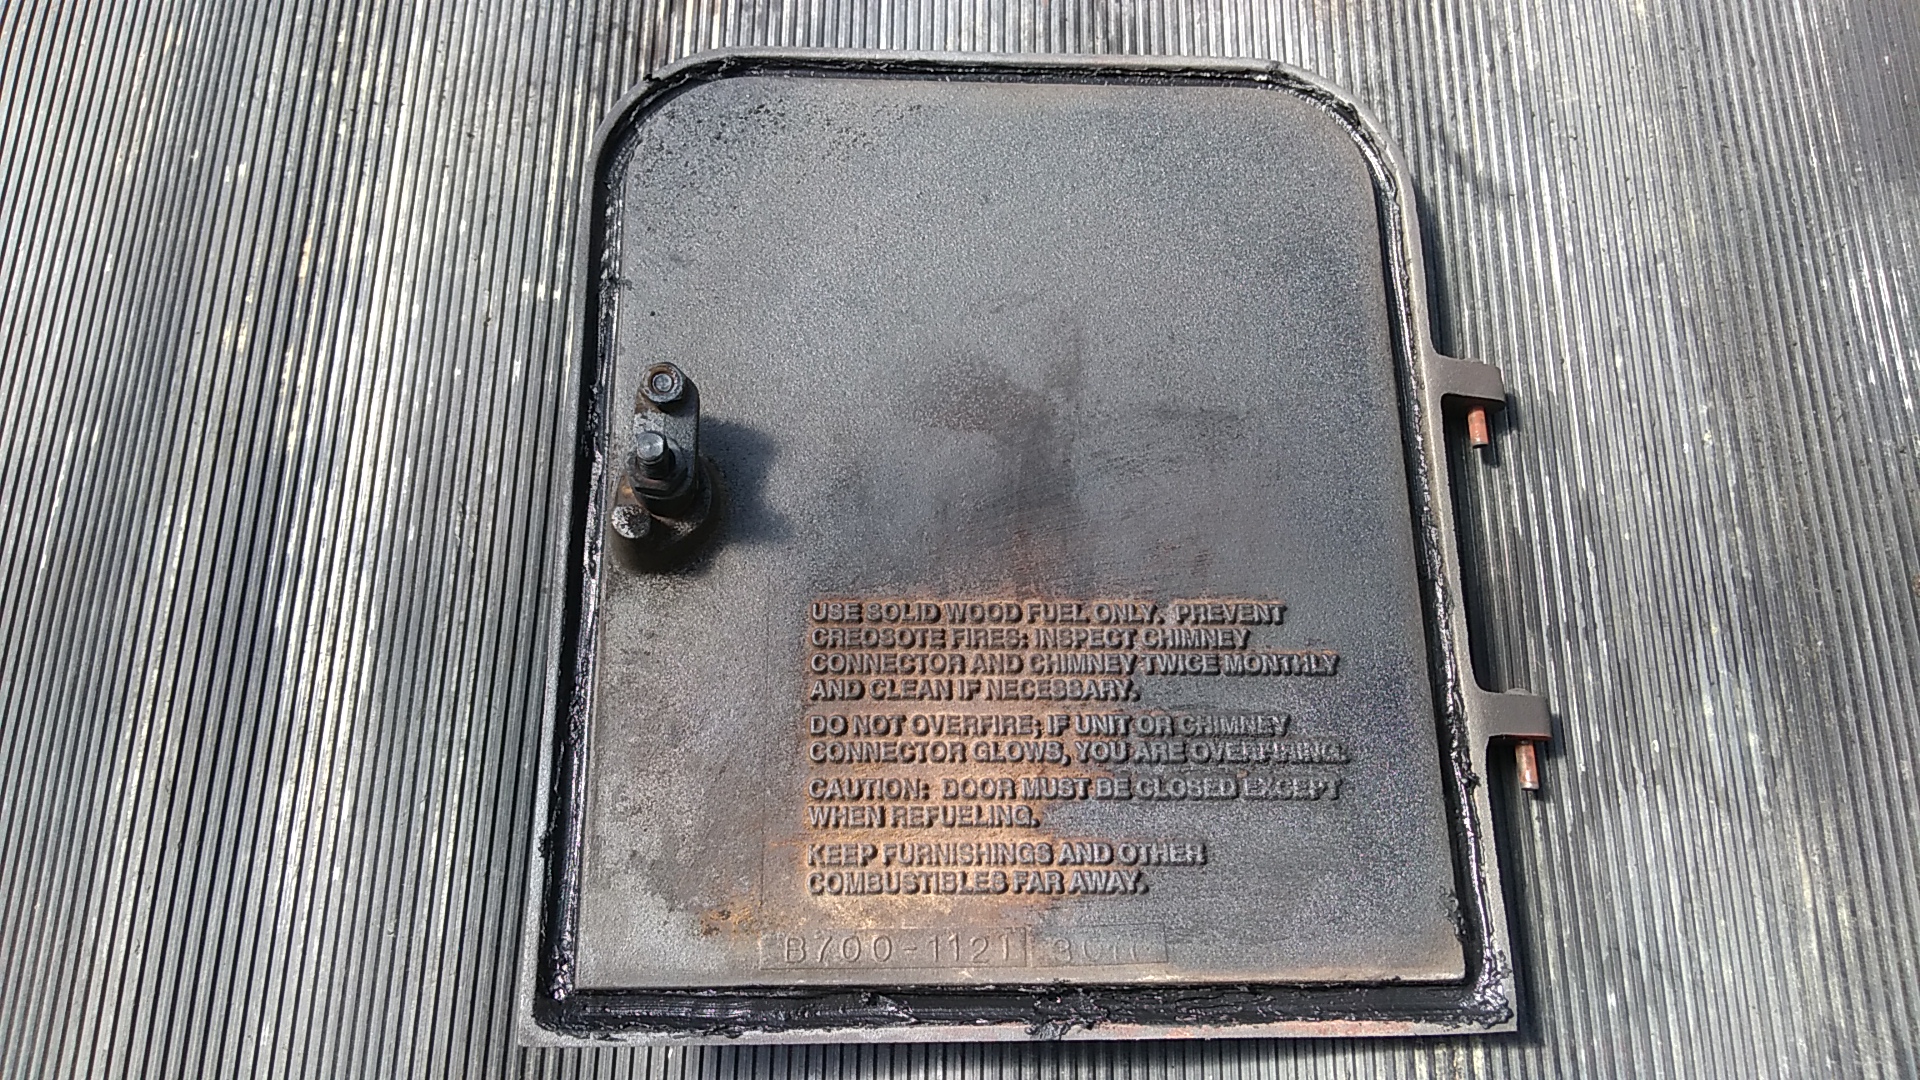 USE SOLID WOOD FUEL ONLY. PREVENT
CREOSOTE FIRES: INSPECT CHIMNEY
CONNECTOR AND CHIMNEY TWICE MONTHLY
AND CLEAN IF NECESSARY.
DO NOT OVERFIRE; IF UNIT OR CHIMNEY
CONNECTOR GLOWS, YOU ARE OVERFIRING.
CAUTION: DOOR MUST BE CLOSED EXCEPT
WHEN REFUELING.
KEEP FURNISHINGS AND OTHER
COMBUSTIBLES FAR AWAY.
B700-1121